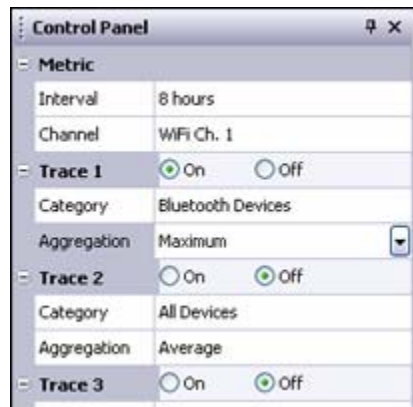 Control Panel
Metric
Interval 8 hours
Channel WiFi Ch. 1
Trace 1 On Off
Category Bluetooth Devices
Aggregation Maximum
Trace 2 On Off
Category All Devices
Aggregation Average
Trace 3 On Off